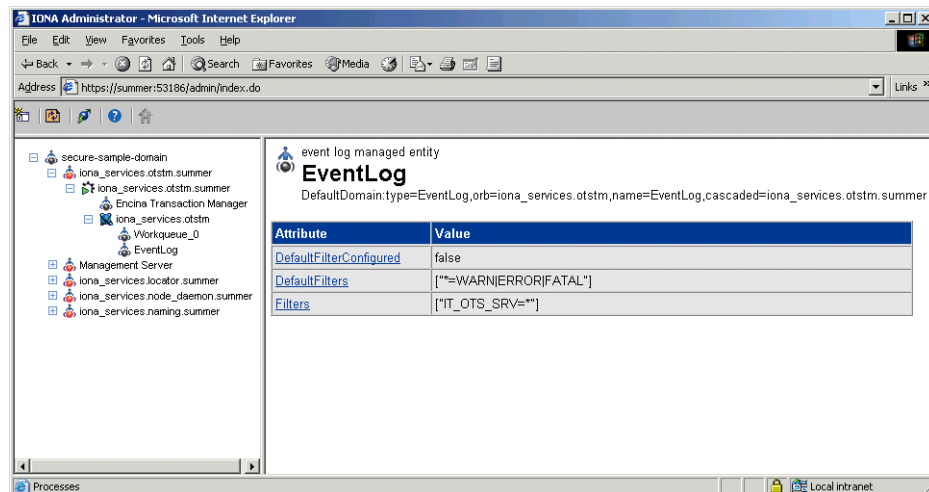 IONA Administrator - Microsoft Internet Explorer
File Edit View Favorites Tools Help
Back Search Favorites Media
Address https://summer:53186/admin/index.do Links »
secure-sample-domain
iona_services.otstm.summer
iona_services.otstm.summer
Encina Transaction Manager
iona_services.otstm
Workqueue_0
EventLog
Management Server
iona_services.locator.summer
iona_services.node_daemon.summer
iona_services.naming.summer
event log managed entity
EventLog
DefaultDomain:type=EventLog,orb=iona_services.otstm,name=EventLog,cascaded=iona_services.otstm.summer
Attribute Value
DefaultFilterConfigured false
DefaultFilters ["*=WARN|ERROR|FATAL"]
Filters ["IT_OTS_SRV=*"]
Processes Local intranet